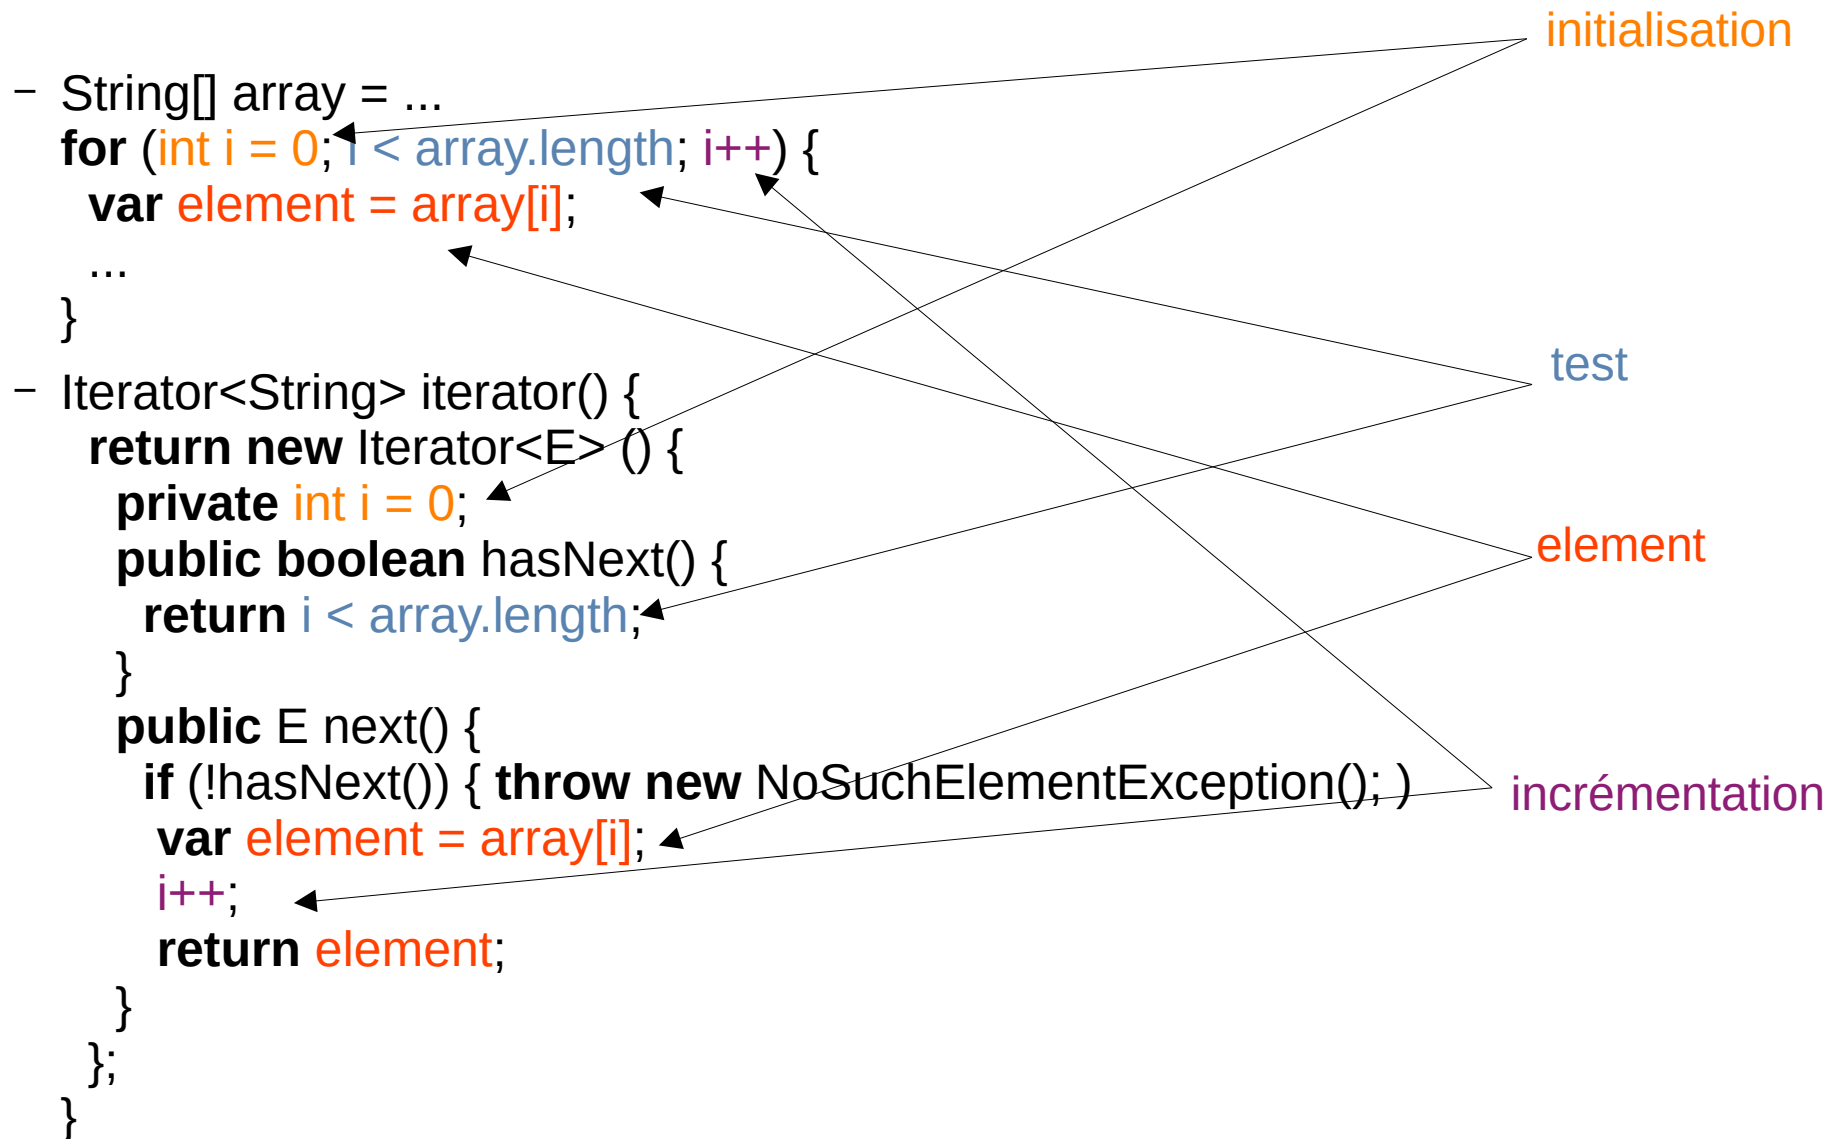 initialisation
– String[] array = ...
for (int i = 0; i < array.length; i++) {
var element = array[i];
...
}
test
– Iterator<String> iterator() {
return new Iterator<E> () {
private int i = 0;
public boolean hasNext() {
element
return i < array.length;
}
public E next() {
if (!hasNext()) { throw new NoSuchElementException(); )
incrémentation
var element = array[i];
i++;
return element;
}
};
}